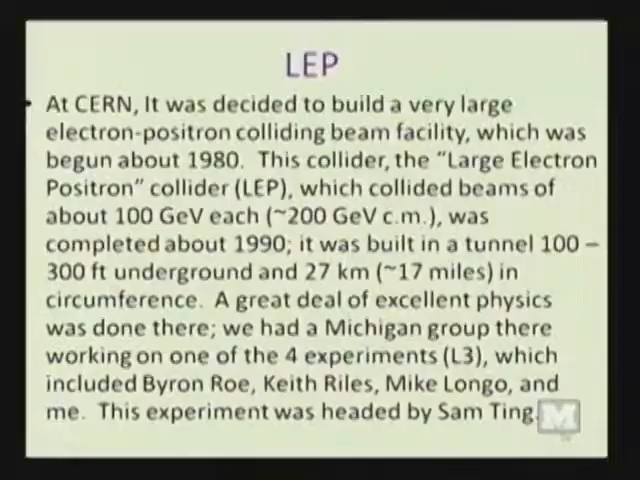 LEP
• At CERN, It was decided to build a very large
electron-positron colliding beam facility, which was
begun about 1980. This collider, the “Large Electron
Positron” collider (LEP), which collided beams of
about 100 GeV each (~200 GeV c.m.), was
completed about 1990; it was built in a tunnel 100 –
300 ft underground and 27 km (~17 miles) in
circumference. A great deal of excellent physics
was done there; we had a Michigan group there
working on one of the 4 experiments (L3), which
included Byron Roe, Keith Riles, Mike Longo, and
me. This experiment was headed by Sam Ting.
M